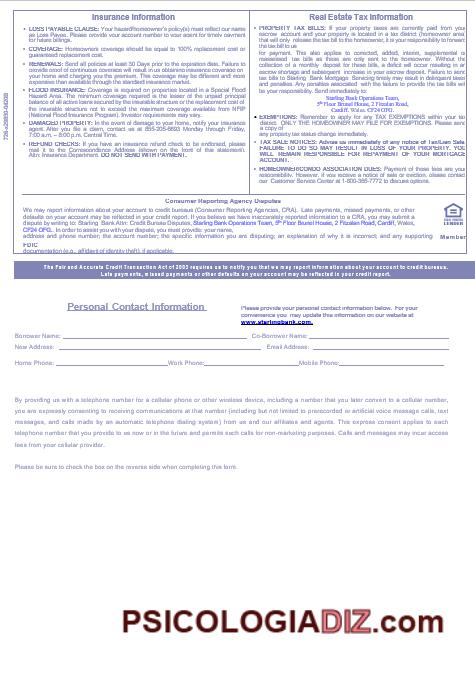 Insurance Information
• LOSS PAYABLE CLAUSE: Your hazard/homeowner's policy(s) must reflect our name
as Loss Payee. Please provide your account number to your agent for timely payment
for future billings.
• COVERAGE: Homeowners coverage should be equal to 100% replacement cost or
guaranteed replacement cost.
• RENEWALS: Send all policies at least 30 Days prior to the expiration date. Failure to
provide proof of continuous coverage will result in us obtaining insurance coverage on
your home and charging you the premium. This coverage may be different and more
expensive than available through the standard insurance market.
• FLOOD INSURANCE: Coverage is required on properties located in a Special Flood
Hazard Area. The minimum coverage required is the lesser of the unpaid principal
balance of all active loans secured by the insurable structure or the replacement cost of
the insurable structure not to exceed the maximum coverage available from NFIP
(National Flood Insurance Program). Investor requirements may vary.
• DAMAGED PROPERTY: In the event of damage to your home, notify your insurance
agent. After you file a claim, contact us at 855-205-8693 Monday through Friday,
7:00 a.m. – 8:00 p.m. Central Time.
• REFUND CHECKS: If you have an insurance refund check to be endorsed, please
mail it to the Correspondence Address (shown on the front of this statement).
Attn: Insurance Department. DO NOT SEND WITH PAYMENT.
Real Estate Tax Information
• PROPERTY TAX BILLS: If your property taxes are currently paid from your
escrow account and your property is located in a tax district (homeowner area)
that will only release the tax bill to the homeowner, it is your responsibility to forward
the tax bill to us
for payment. This also applies to corrected, added, interim, supplemental or
reassessed tax bills as these are only sent to the homeowner. Without the
collection of a monthly deposit for these bills, a deficit will occur resulting in an
escrow shortage and subsequent increase in your escrow deposit. Failure to send
tax bills to Starling Bank Mortgage Servicing timely may result in delinquent taxes
and penalties. Any penalties associated with the failure to provide the tax bills will
be your responsibility. Send immediately to:
Starling Bank Operations Team,
5th Floor Brunel House, 2 Fitzalan Road,
Cardiff, Wales, CF24 0FG.
• EXEMPTIONS: Remember to apply for any TAX EXEMPTIONS within your tax
district. ONLY THE HOMEOWNER MAY FILE FOR EXEMPTIONS. Please send
a copy of
any property tax status change immediately.
• TAX SALE NOTICES: Advise us immediately of any notice of Tax/Lien Sale.
FAILURE TO DO SO MAY RESULT IN LOSS OF YOUR PROPERTY. YOU
WILL REMAIN RESPONSIBLE FOR REPAYMENT OF YOUR MORTGAGE
ACCOUNT.
• HOMEOWNER/CONDO ASSOCIATION DUES: Payment of these fees are your
responsibility. However, if you receive a notice of sale or eviction, please contact
our Customer Service Center at 1-800-365-7772 to discuss options.
Consumer Reporting Agency Disputes
We may report information about your account to credit bureaus (Consumer Reporting Agencies, CRA). Late payments, missed payments, or other
defaults on your account may be reflected in your credit report. If you believe we have inaccurately reported information to a CRA, you may submit a
dispute by writing to: Starling Bank Attn: Credit Bureau Disputes, Starling Bank Operations Team, 5th Floor Brunel House, 2 Fitzalan Road, Cardiff, Wales,
CF24 0FG. In order to assist you with your dispute, you must provide: your name,
address and phone number; the account number; the specific information you are disputing; an explanation of why it is incorrect; and any supporting
FDIC
documentation (e.g., affidavit of identity theft), if applicable.
LENDER
Member
The Fair and Accurate Credit Transaction Act of 2003 requires us to notify you that we may report information about your account to credit bureaus.
Late payments, missed payments or other defaults on your account may be reflected in your credit report.
Personal Contact Information
Please provide your personal contact information below. For your
convenience you may update this information on our website at
www.starlingbank.com.
Borrower Name: Co-Borrower Name:
New Address: Email Address:
Home Phone: Work Phone: Mobile Phone:
By providing us with a telephone number for a cellular phone or other wireless device, including a number that you later convert to a cellular number,
you are expressly consenting to receiving communications at that number (including but not limited to prerecorded or artificial voice message calls, text
messages, and calls made by an automatic telephone dialing system) from us and our affiliates and agents. This express consent applies to each
telephone number that you provide to us now or in the future and permits such calls for non-marketing purposes. Calls and messages may incur access
fees from your cellular provider.
Please be sure to check the box on the reverse side when completing this form.
PSICOLOGIADIZ.com